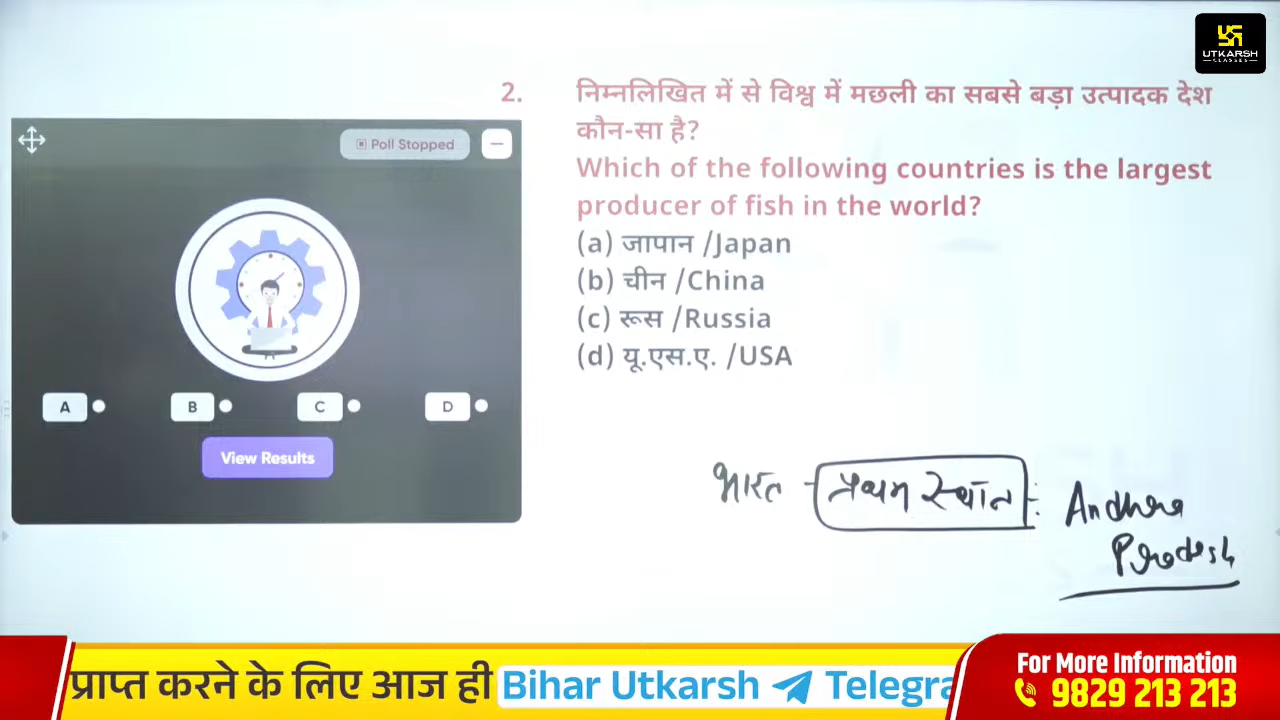 UTKARSH
CLASSES
2. निम्नलिखित में से विश्व में मछली का सबसे बड़ा उत्पादक देश
कौन-सा है?
Which of the following countries is the largest
producer of fish in the world?
(a) जापान /Japan
(b) चीन /China
(c) रूस /Russia
(d) यू.एस.ए. /USA
Poll Stopped
A B C D
View Results
भारत - प्रथम स्थान : Andhra
Pradesh
प्राप्त करने के लिए आज ही Bihar Utkarsh Telegra
For More Information
9829 213 213